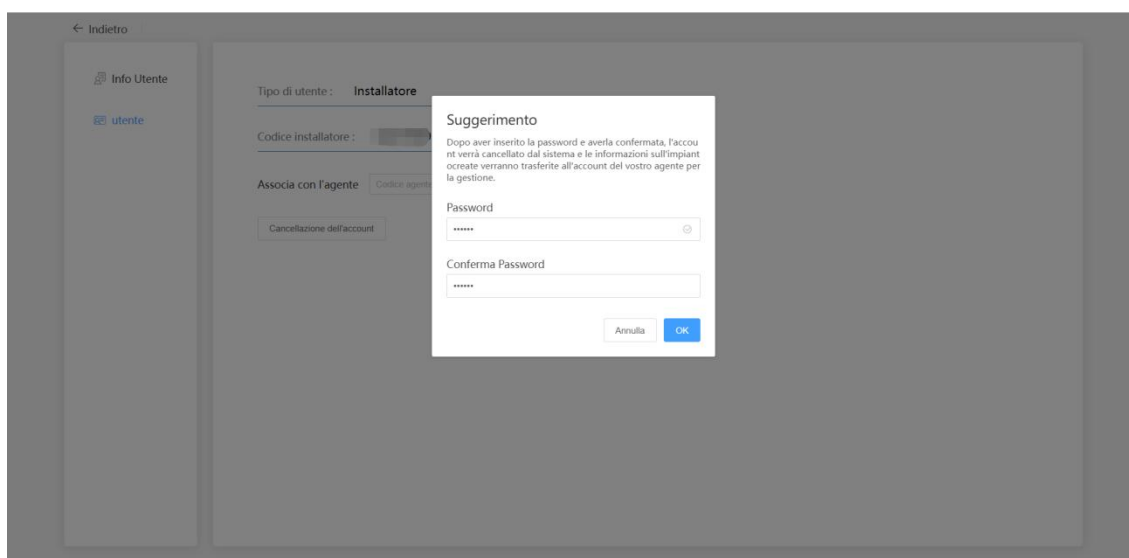 ← Indietro
Info Utente
utente
Tipo di utente : Installatore
Codice installatore :
Associa con l'agente Codice agente
Cancellazione dell'account
Suggerimento
Dopo aver inserito la password e averla confermata, l'accou
nt verrà cancellato dal sistema e le informazioni sull'impiant
ocreate verranno trasferite all'account del vostro agente per
la gestione.
Password
••••••
Conferma Password
••••••
Annulla OK